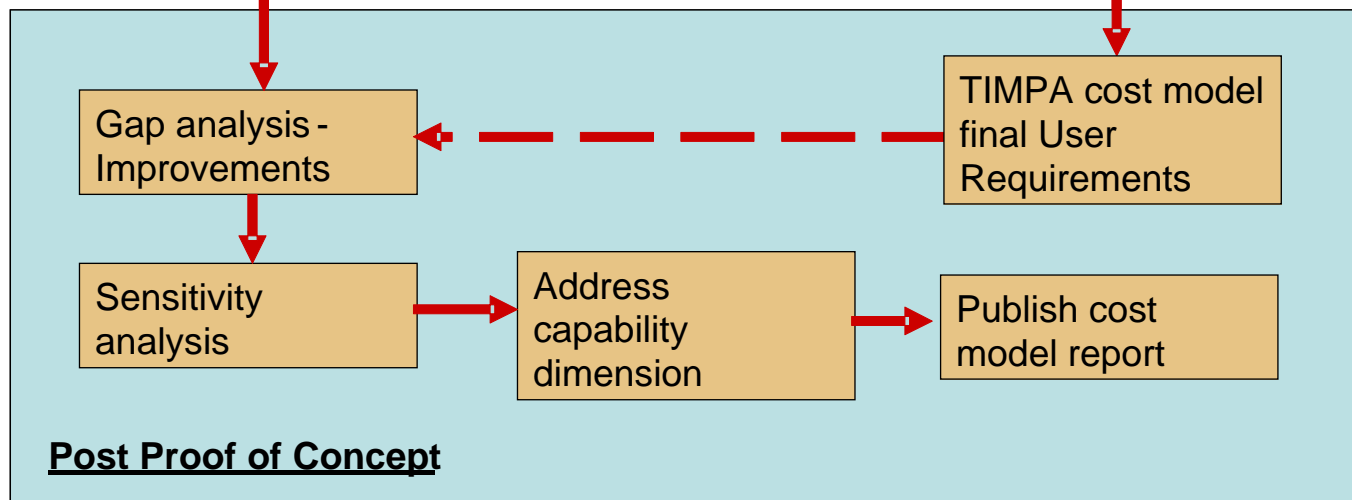 Gap analysis -
Improvements
TIMPA cost model
final User
Requirements
Sensitivity
analysis
Address
capability
dimension
Publish cost
model report
Post Proof of Concept